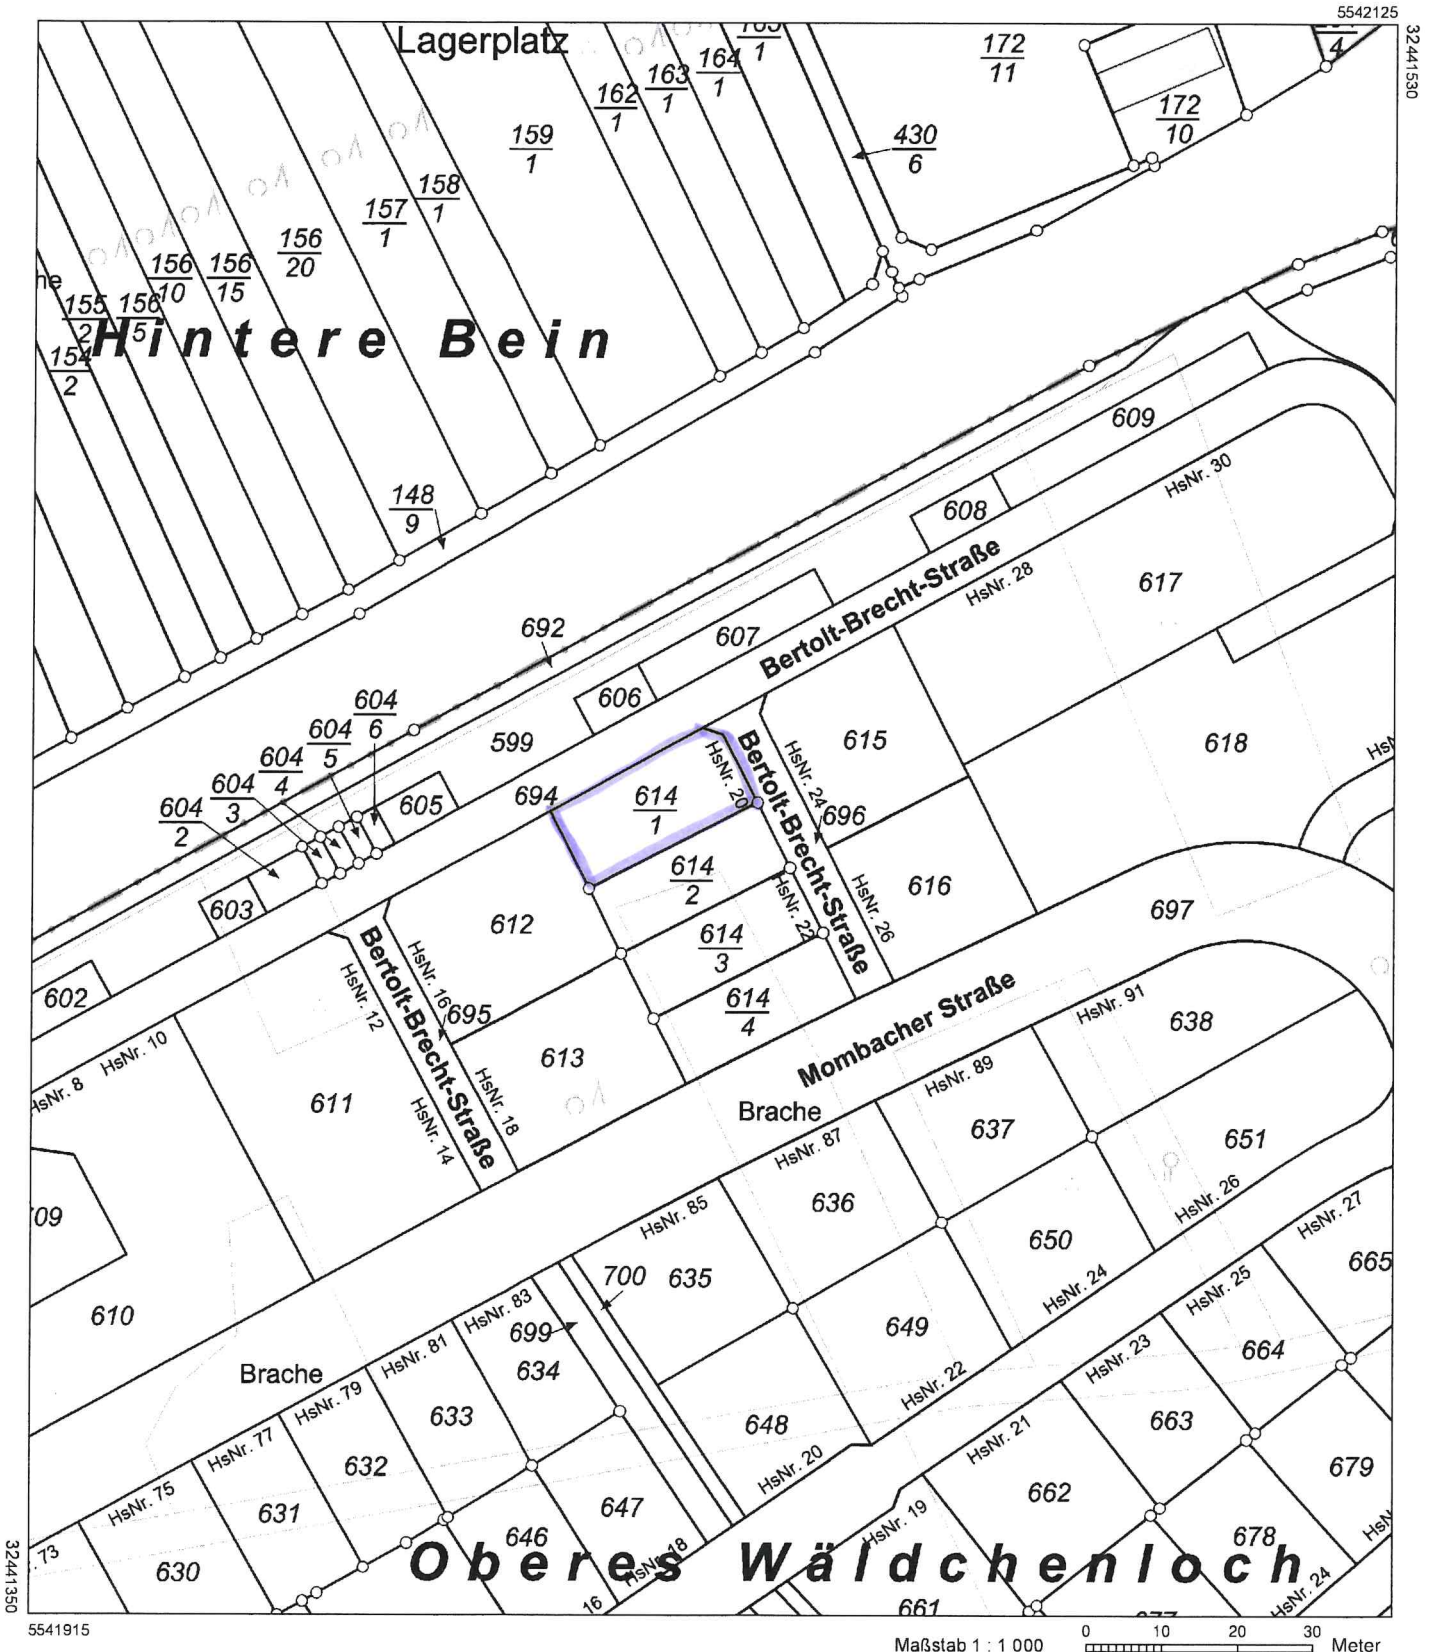 5542125
32441530
Lagerplatz
163
1
164
1
163
1
162
1
172
11
4
172
10
159
1
430
6
158
1
157
1
156
20
156
15
156
10
156
5
155
2
154
2
Hintere Bein
609
HsNr. 30
148
9
608
Bertolt-Brecht-Straße
HsNr. 28
617
692
607
606
604
6
604
5
604
4
604
3
604
2
599
615
618
694
614
1
HsNr. 20
Bertolt-Brecht-Straße
HsNr. 24
696
605
603
614
2
HsNr. 22
HsNr. 26
616
697
612
614
3
614
4
602
HsNr. 12
Bertolt-Brecht-Straße
HsNr. 16
695
Mombacher Straße
HsNr. 91
638
HsNr. 10
HsNr. 8
611
613
HsNr. 14
HsNr. 18
Brache
HsNr. 89
637
651
HsNr. 87
636
HsNr. 26
HsNr. 27
09
HsNr. 85
650
665
610
700
635
HsNr. 24
HsNr. 25
HsNr. 83
699
649
664
HsNr. 81
634
HsNr. 23
Brache
HsNr. 79
633
HsNr. 22
663
HsNr. 77
632
648
HsNr. 21
HsNr. 20
679
HsNr. 75
631
647
662
HsNr. 19
646
678
73
630
HsNr. 18
Oberes Wäldchenloch
HsNr. 24
16
661
677
32441350
5541915
Maßstab 1 : 1 000
0 10 20 30
Meter